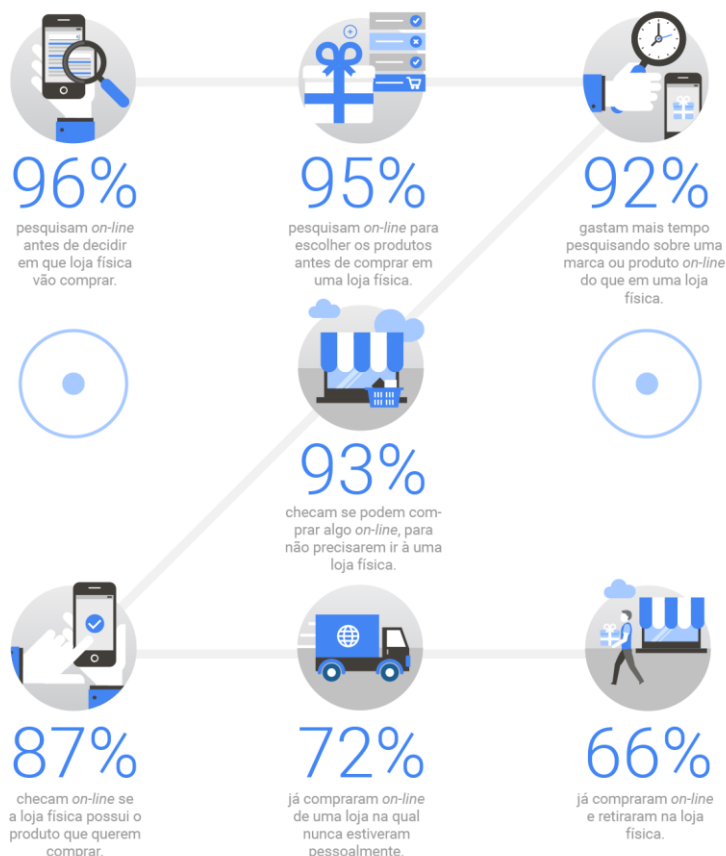 96%
pesquisam on-line
antes de decidir
em que loja física
vão comprar.
95%
pesquisam on-line para
escolher os produtos
antes de comprar em
uma loja física.
92%
gastam mais tempo
pesquisando sobre uma
marca ou produto on-line
do que em uma loja
física.
93%
checam se podem com-
prar algo on-line, para
não precisarem ir à uma
loja física.
87%
checam on-line se
a loja física possui o
produto que querem
comprar.
72%
já compraram on-line
de uma loja na qual
nunca estiveram
pessoalmente.
66%
já compraram on-line
e retiraram na loja
física.